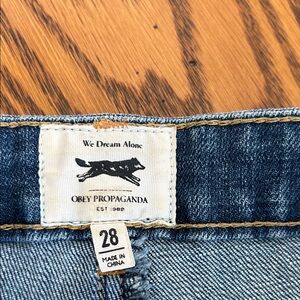 We Dream Alone
OBEY PROPAGANDA
EST 1989
28
MADE IN
CHINA